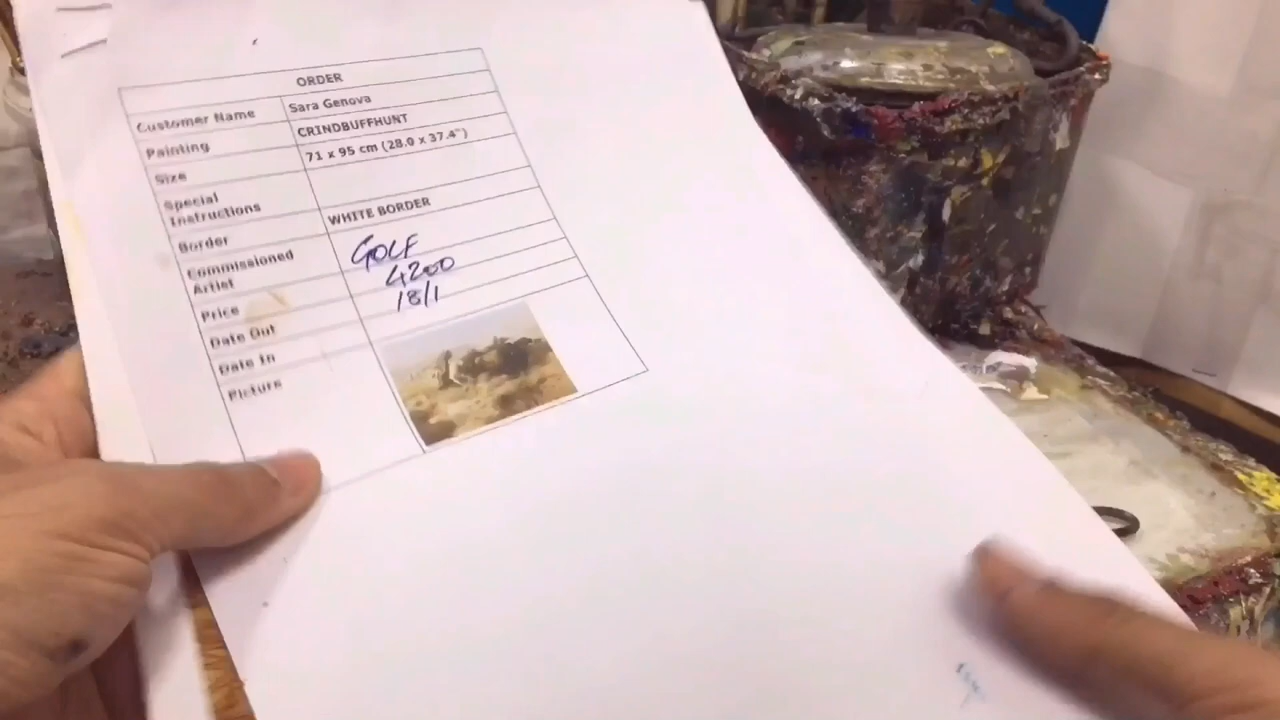 ORDER
Customer Name Sara Genova
Painting CRINDBUFFHUNT
Size 71 x 95 cm (28.0 x 37.4")
Special
Instructions
Border WHITE BORDER
Commissioned
Artist GOLF
Price 4200
Date Out 18/1
Date In
Picture